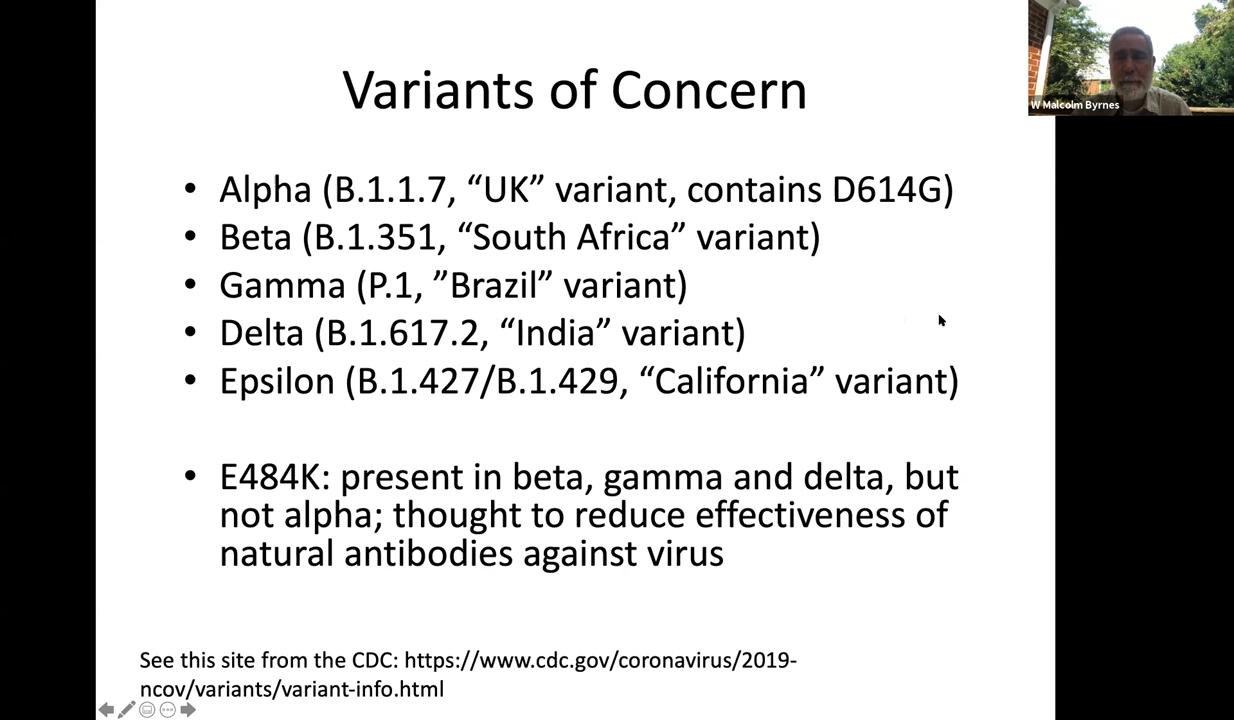 Variants of Concern
W Malcolm Byrnes
• Alpha (B.1.1.7, “UK” variant, contains D614G)
• Beta (B.1.351, “South Africa” variant)
• Gamma (P.1, ”Brazil” variant)
• Delta (B.1.617.2, “India” variant)
• Epsilon (B.1.427/B.1.429, “California” variant)
• E484K: present in beta, gamma and delta, but
not alpha; thought to reduce effectiveness of
natural antibodies against virus
See this site from the CDC: https://www.cdc.gov/coronavirus/2019-
ncov/variants/variant-info.html